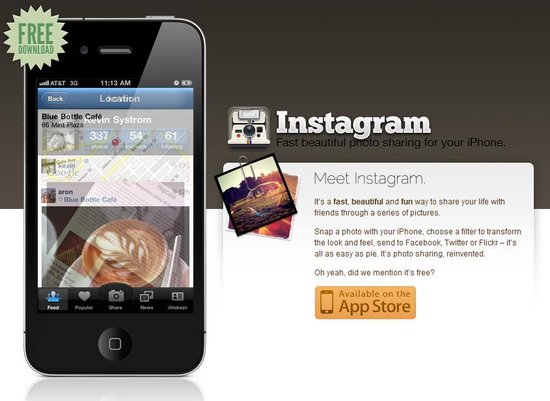 FREE
DOWNLOAD
AT&T 3G 11:13 AM
Back Location
Blue Bottle Café
66 Mint Plaza
Kevin Systrom
337 54 61
photos followers following
kevin
Google
aron
Blue Bottle Café
Feed Popular Share News
Instagram
Fast beautiful photo sharing for your iPhone.
Meet Instagram.
It's a fast, beautiful and fun way to share your life with
friends through a series of pictures.
Snap a photo with your iPhone, choose a filter to transform
the look and feel, send to Facebook, Twitter or Flickr – it's
all as easy as pie. It's photo sharing, reinvented.
Oh yeah, did we mention it's free?
Available on the
App Store